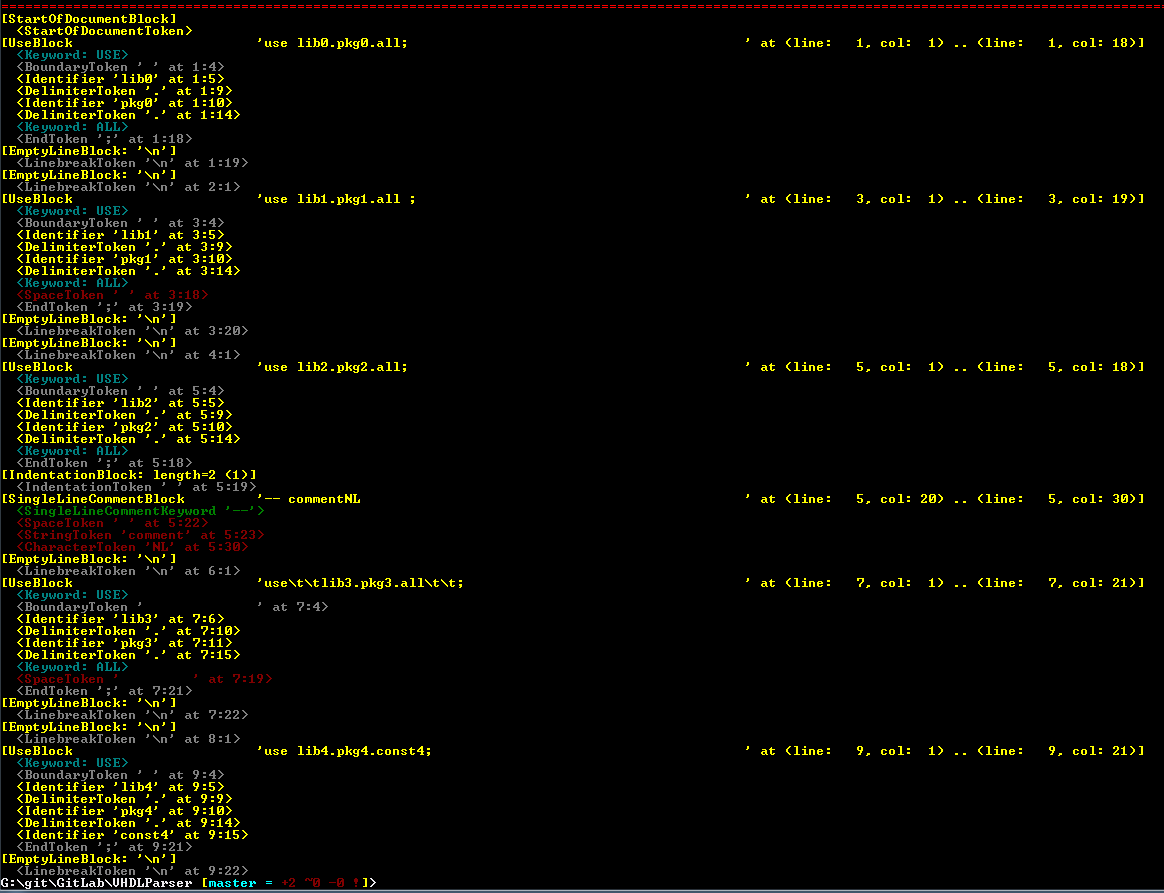 [StartOfDocumentBlock]
  <StartOfDocumentToken>
[UseBlock                       'use lib0.pkg0.all;                                          ' at (line:   1, col:  1) .. (line:   1, col: 18)]
  <Keyword: USE>
  <BoundaryToken ' ' at 1:4>
  <Identifier 'lib0' at 1:5>
  <DelimiterToken '.' at 1:9>
  <Identifier 'pkg0' at 1:10>
  <DelimiterToken '.' at 1:14>
  <Keyword: ALL>
  <EndToken ';' at 1:18>
[EmptyLineBlock: '\n']
  <LinebreakToken '\n' at 1:19>
[EmptyLineBlock: '\n']
  <LinebreakToken '\n' at 2:1>
[UseBlock                       'use lib1.pkg1.all ;                                         ' at (line:   3, col:  1) .. (line:   3, col: 19)]
  <Keyword: USE>
  <BoundaryToken ' ' at 3:4>
  <Identifier 'lib1' at 3:5>
  <DelimiterToken '.' at 3:9>
  <Identifier 'pkg1' at 3:10>
  <DelimiterToken '.' at 3:14>
  <Keyword: ALL>
  <SpaceToken ' ' at 3:18>
  <EndToken ';' at 3:19>
[EmptyLineBlock: '\n']
  <LinebreakToken '\n' at 3:20>
[EmptyLineBlock: '\n']
  <LinebreakToken '\n' at 4:1>
[UseBlock                       'use lib2.pkg2.all;                                          ' at (line:   5, col:  1) .. (line:   5, col: 18)]
  <Keyword: USE>
  <BoundaryToken ' ' at 5:4>
  <Identifier 'lib2' at 5:5>
  <DelimiterToken '.' at 5:9>
  <Identifier 'pkg2' at 5:10>
  <DelimiterToken '.' at 5:14>
  <Keyword: ALL>
  <EndToken ';' at 5:18>
[IndentationBlock: length=2 (1)]
  <IndentationToken ' ' at 5:19>
[SingleLineCommentBlock         '-- commentNL                                                ' at (line:   5, col: 20) .. (line:   5, col: 30)]
  <SingleLineCommentKeyword '--'>
  <SpaceToken ' ' at 5:22>
  <StringToken 'comment' at 5:23>
  <CharacterToken 'NL' at 5:30>
[EmptyLineBlock: '\n']
  <LinebreakToken '\n' at 6:1>
[UseBlock                       'use\t\tlib3.pkg3.all\t\t;                                   ' at (line:   7, col:  1) .. (line:   7, col: 21)]
  <Keyword: USE>
  <BoundaryToken '              ' at 7:4>
  <Identifier 'lib3' at 7:6>
  <DelimiterToken '.' at 7:10>
  <Identifier 'pkg3' at 7:11>
  <DelimiterToken '.' at 7:15>
  <Keyword: ALL>
  <SpaceToken '         ' at 7:19>
  <EndToken ';' at 7:21>
[EmptyLineBlock: '\n']
  <LinebreakToken '\n' at 7:22>
[EmptyLineBlock: '\n']
  <LinebreakToken '\n' at 8:1>
[UseBlock                       'use lib4.pkg4.const4;                                       ' at (line:   9, col:  1) .. (line:   9, col: 21)]
  <Keyword: USE>
  <BoundaryToken ' ' at 9:4>
  <Identifier 'lib4' at 9:5>
  <DelimiterToken '.' at 9:9>
  <Identifier 'pkg4' at 9:10>
  <DelimiterToken '.' at 9:14>
  <Identifier 'const4' at 9:15>
  <EndToken ';' at 9:21>
[EmptyLineBlock: '\n']
  <LinebreakToken '\n' at 9:22>
G:\git\GitLab\VHDLParser [master = +2 ~0 -0 !]>